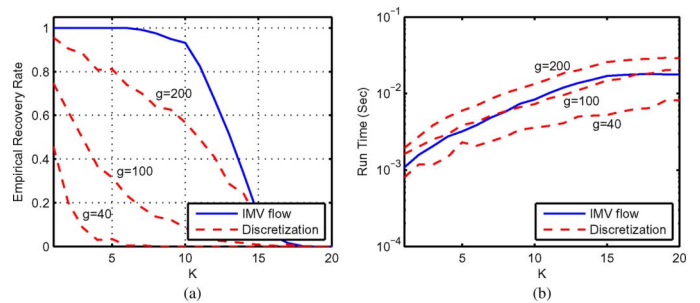 1
0.8
0.6
0.4
0.2
0
Empirical Recovery Rate
g=200
g=100
g=40
IMV flow
Discretization
5 10 15 20
K
(a)
10⁻¹
10⁻²
10⁻³
10⁻⁴
Run Time (Sec)
g=200
g=100
g=40
IMV flow
Discretization
5 10 15 20
K
(b)